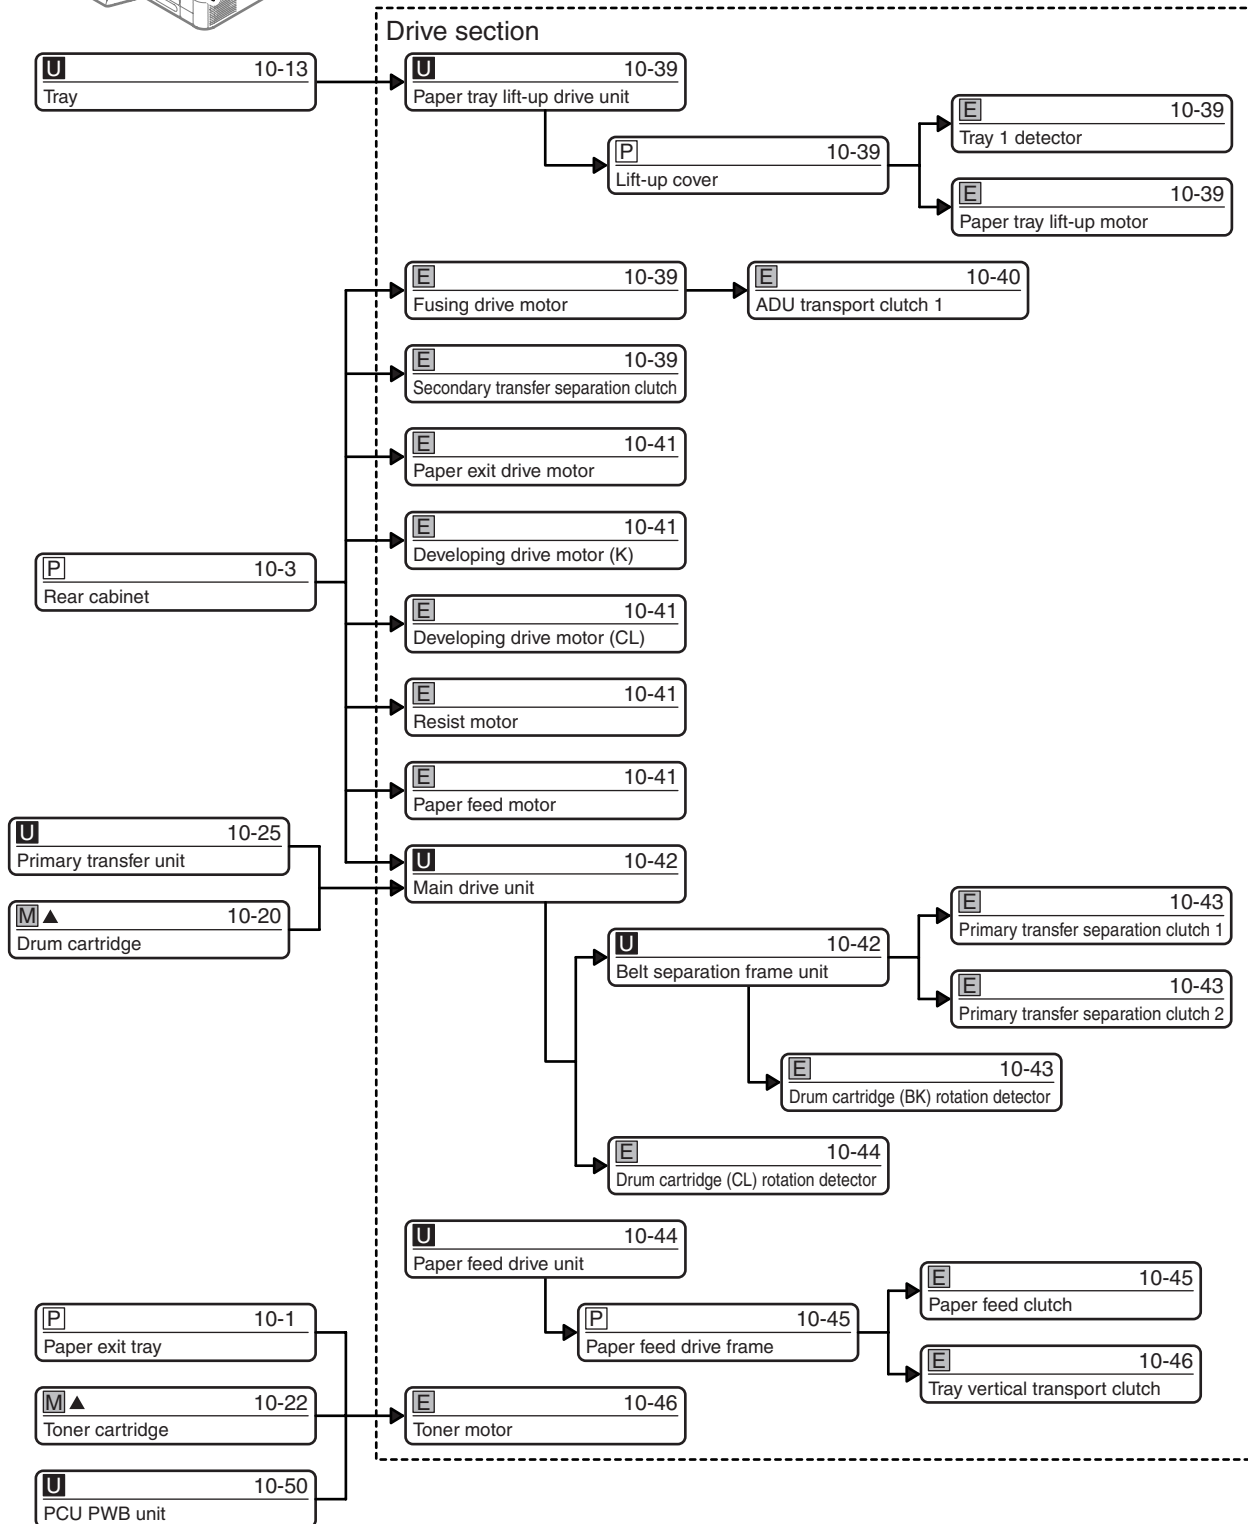 Drive section
U 10-13
Tray
U 10-39
Paper tray lift-up drive unit
E 10-39
Tray 1 detector
P 10-39
Lift-up cover
E 10-39
Paper tray lift-up motor
E 10-39
Fusing drive motor
E 10-40
ADU transport clutch 1
E 10-39
Secondary transfer separation clutch
E 10-41
Paper exit drive motor
E 10-41
Developing drive motor (K)
P 10-3
Rear cabinet
E 10-41
Developing drive motor (CL)
E 10-41
Resist motor
E 10-41
Paper feed motor
U 10-25
Primary transfer unit
U 10-42
Main drive unit
M ▲ 10-20
Drum cartridge
E 10-43
Primary transfer separation clutch 1
U 10-42
Belt separation frame unit
E 10-43
Primary transfer separation clutch 2
E 10-43
Drum cartridge (BK) rotation detector
E 10-44
Drum cartridge (CL) rotation detector
U 10-44
Paper feed drive unit
E 10-45
Paper feed clutch
P 10-1
Paper exit tray
P 10-45
Paper feed drive frame
E 10-46
Tray vertical transport clutch
M ▲ 10-22
Toner cartridge
E 10-46
Toner motor
U 10-50
PCU PWB unit